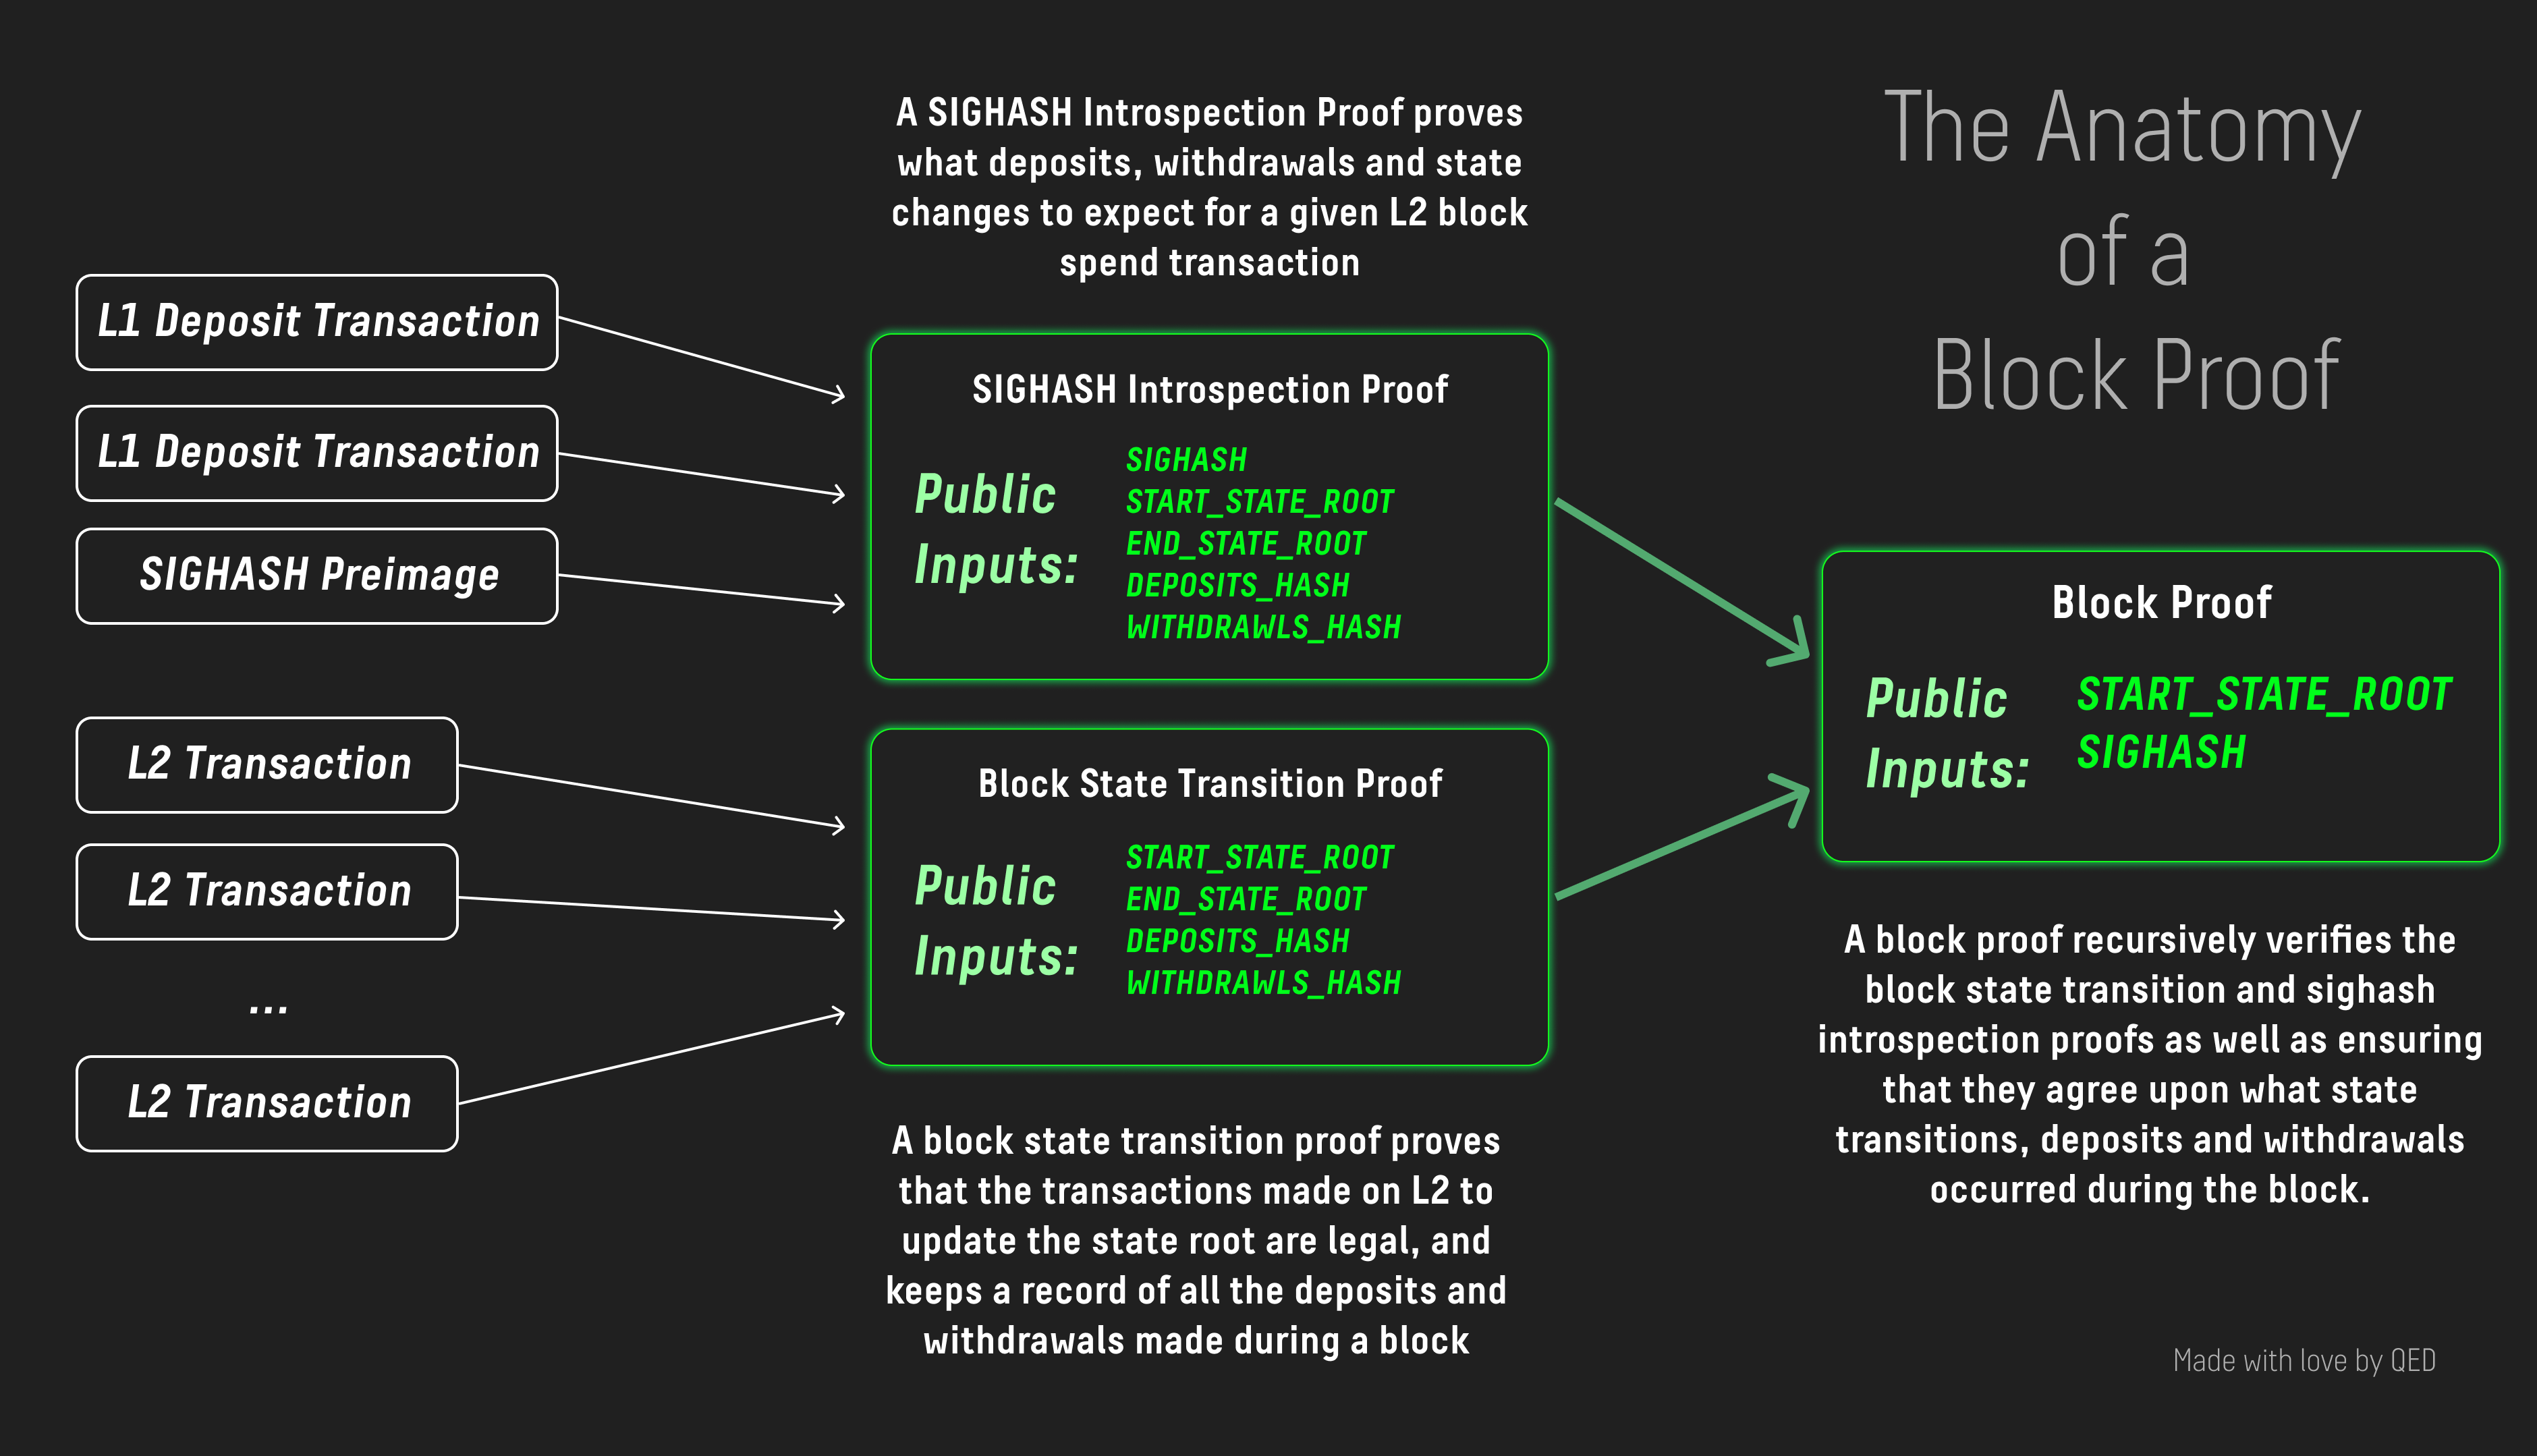 The Anatomy
of a
Block Proof
A SIGHASH Introspection Proof proves
what deposits, withdrawals and state
changes to expect for a given L2 block
spend transaction
L1 Deposit Transaction
L1 Deposit Transaction
SIGHASH Preimage
SIGHASH Introspection Proof
Public
Inputs:
SIGHASH
START_STATE_ROOT
END_STATE_ROOT
DEPOSITS_HASH
WITHDRAWLS_HASH
L2 Transaction
L2 Transaction
...
L2 Transaction
Block State Transition Proof
Public
Inputs:
START_STATE_ROOT
END_STATE_ROOT
DEPOSITS_HASH
WITHDRAWLS_HASH
A block state transition proof proves
that the transactions made on L2 to
update the state root are legal, and
keeps a record of all the deposits and
withdrawals made during a block
Block Proof
Public
Inputs:
START_STATE_ROOT
SIGHASH
A block proof recursively verifies the
block state transition and sighash
introspection proofs as well as ensuring
that they agree upon what state
transitions, deposits and withdrawals
occurred during the block.
Made with love by QED